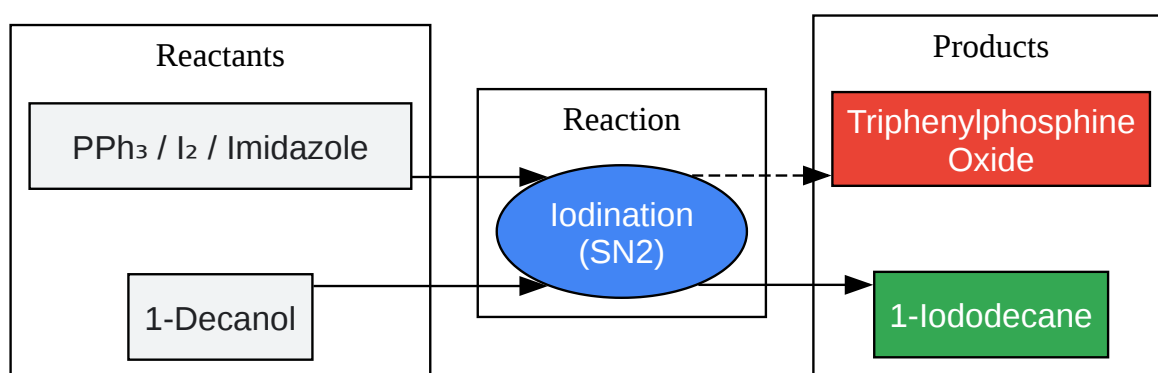 Reactants
PPh₃ / I₂ / Imidazole
1-Decanol
Reaction
Iodination
(SN2)
Products
Triphenylphosphine
Oxide
1-Iododecane